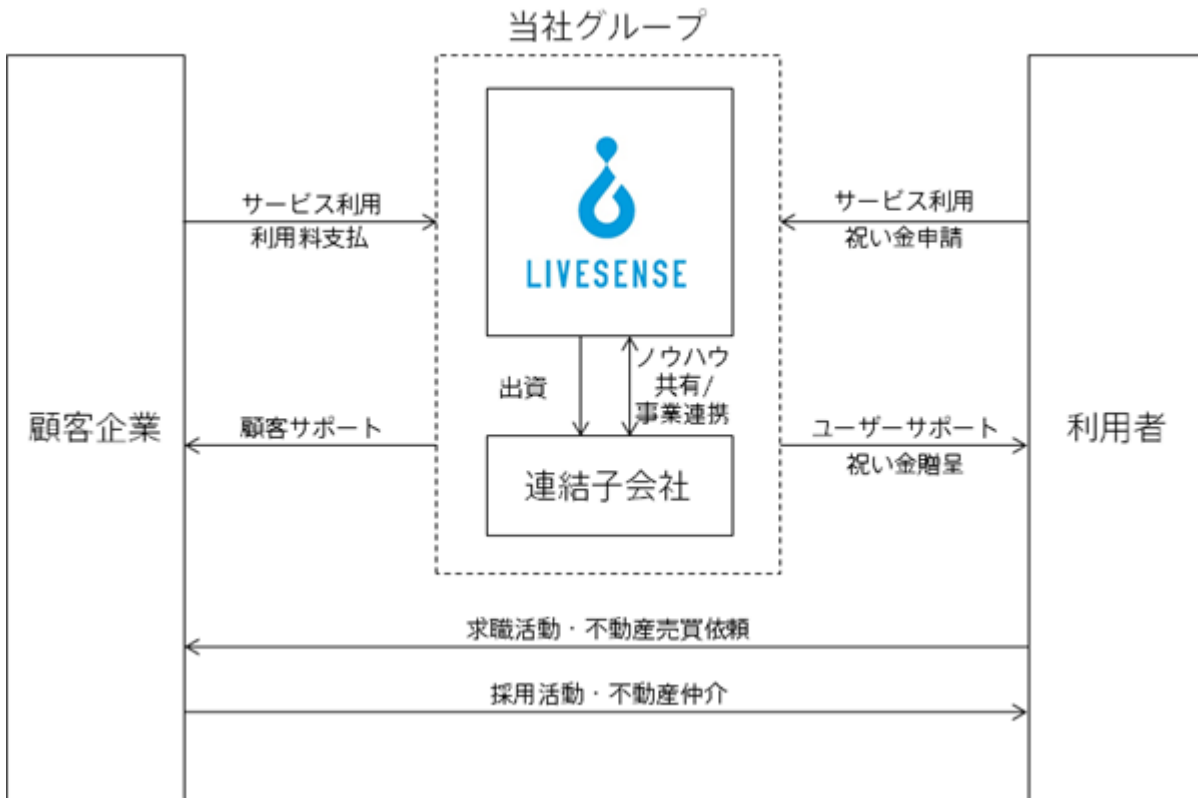 当社グループ
サービス利用
利用料支払
LIVESENSE
サービス利用
祝い金申請
出資
ノウハウ
共有/
事業連携
顧客企業
顧客サポート
連結子会社
ユーザーサポート
祝い金贈呈
利用者
求職活動・不動産売買依頼
採用活動・不動産仲介